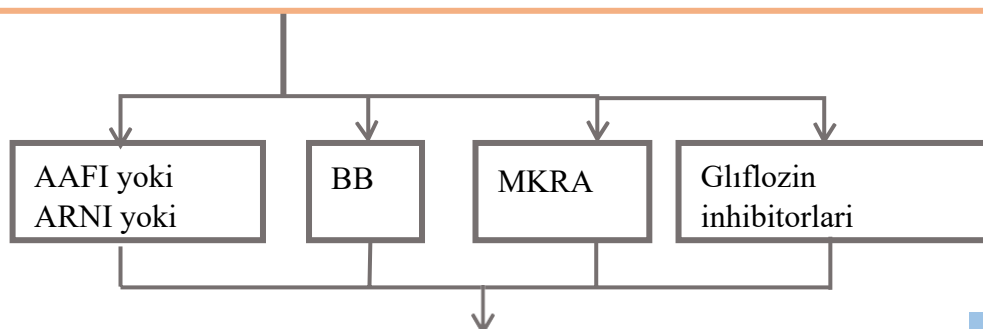 AAFI yoki
ARNI yoki
BB
MKRA
Glıflozin
inhibitorlari